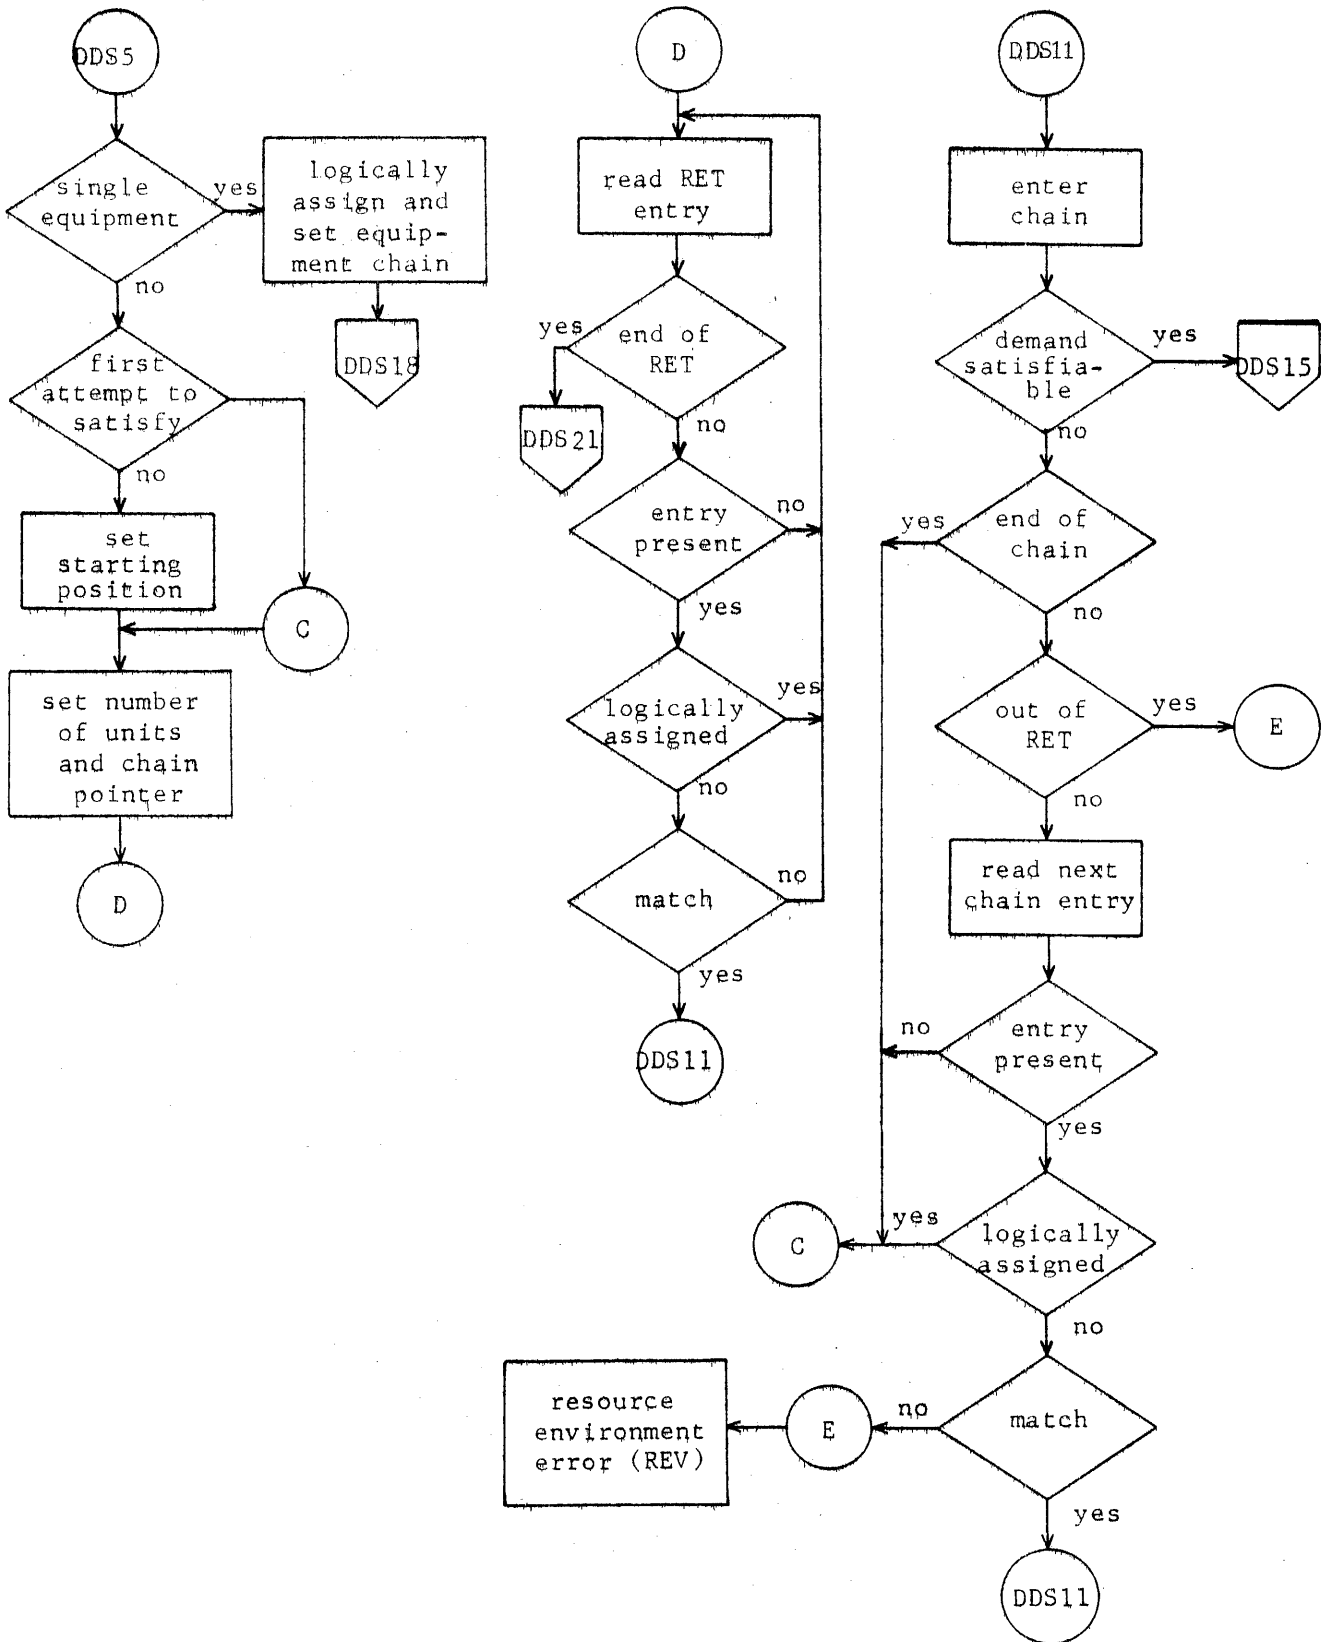 DDS5
single
equipment
yes
logically
assign and
set equip-
ment chain
no
DDS18
first
attempt to
satisfy
no
set
starting
position
C
set number
of units
and chain
pointer
D
D
read RET
entry
end of
RET
yes
DDS21
no
entry
present
no
yes
logically
assigned
yes
no
match
no
yes
DDS11
DDS11
enter
chain
demand
satisfia-
ble
yes
DDS15
no
end of
chain
yes
no
out of
RET
yes
E
no
read next
chain entry
entry
present
no
yes
logically
assigned
yes
C
no
match
no
E
resource
environment
error (REV)
yes
DDS11